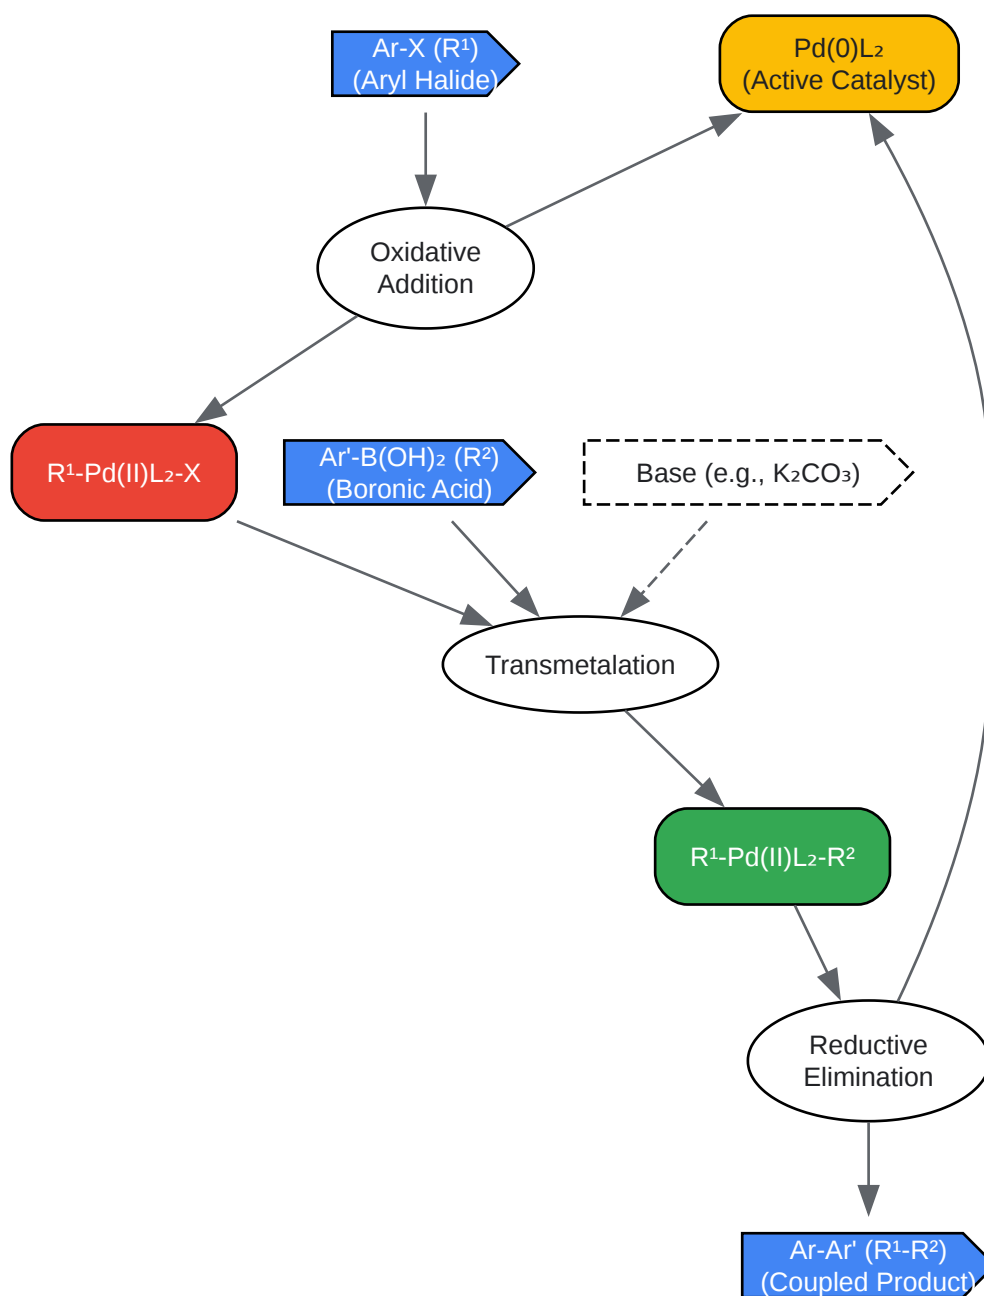 Ar-X (R¹)
(Aryl Halide)
Pd(0)L₂
(Active Catalyst)
Oxidative
Addition
R¹-Pd(II)L₂-X
Ar'-B(OH)₂ (R²)
(Boronic Acid)
Base (e.g., K₂CO₃)
Transmetalation
R¹-Pd(II)L₂-R²
Reductive
Elimination
Ar-Ar' (R¹-R²)
(Coupled Product)